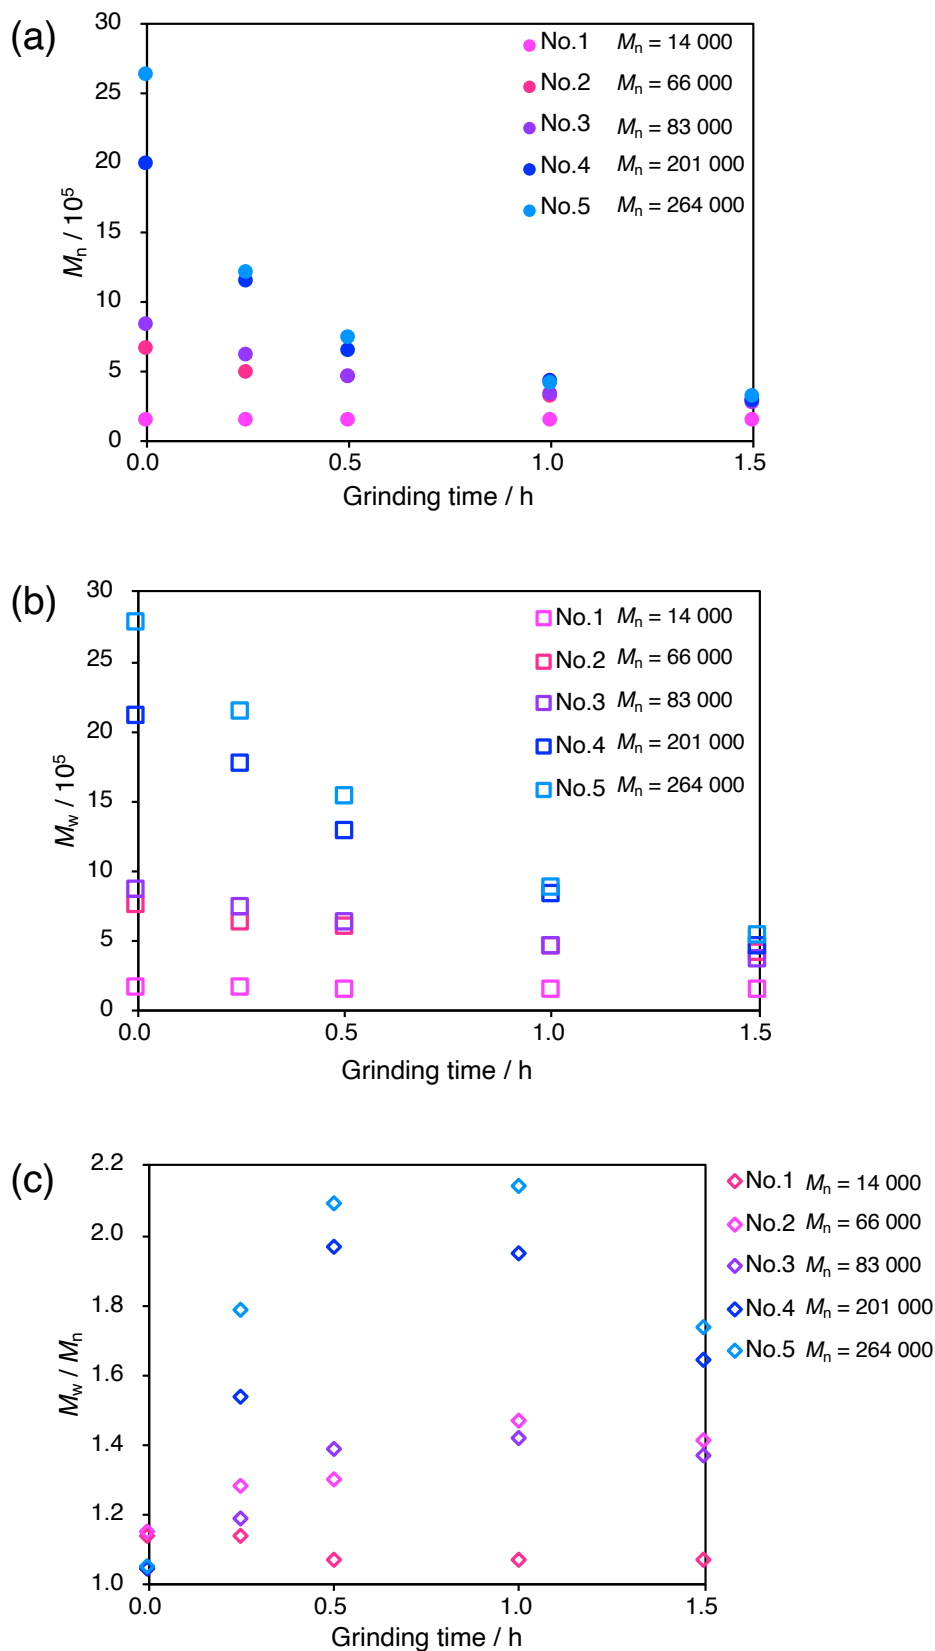 (a)
30
25
20
15
10
5
0
Mn / 10⁵
No.1 Mn = 14 000
No.2 Mn = 66 000
No.3 Mn = 83 000
No.4 Mn = 201 000
No.5 Mn = 264 000
0.0 0.5 1.0 1.5
Grinding time / h
(b)
30
25
20
15
10
5
0
Mw / 10⁵
No.1 Mn = 14 000
No.2 Mn = 66 000
No.3 Mn = 83 000
No.4 Mn = 201 000
No.5 Mn = 264 000
0.0 0.5 1.0 1.5
Grinding time / h
(c)
2.2
2.0
1.8
1.6
1.4
1.2
1.0
Mw / Mn
No.1 Mn = 14 000
No.2 Mn = 66 000
No.3 Mn = 83 000
No.4 Mn = 201 000
No.5 Mn = 264 000
0.0 0.5 1.0 1.5
Grinding time / h